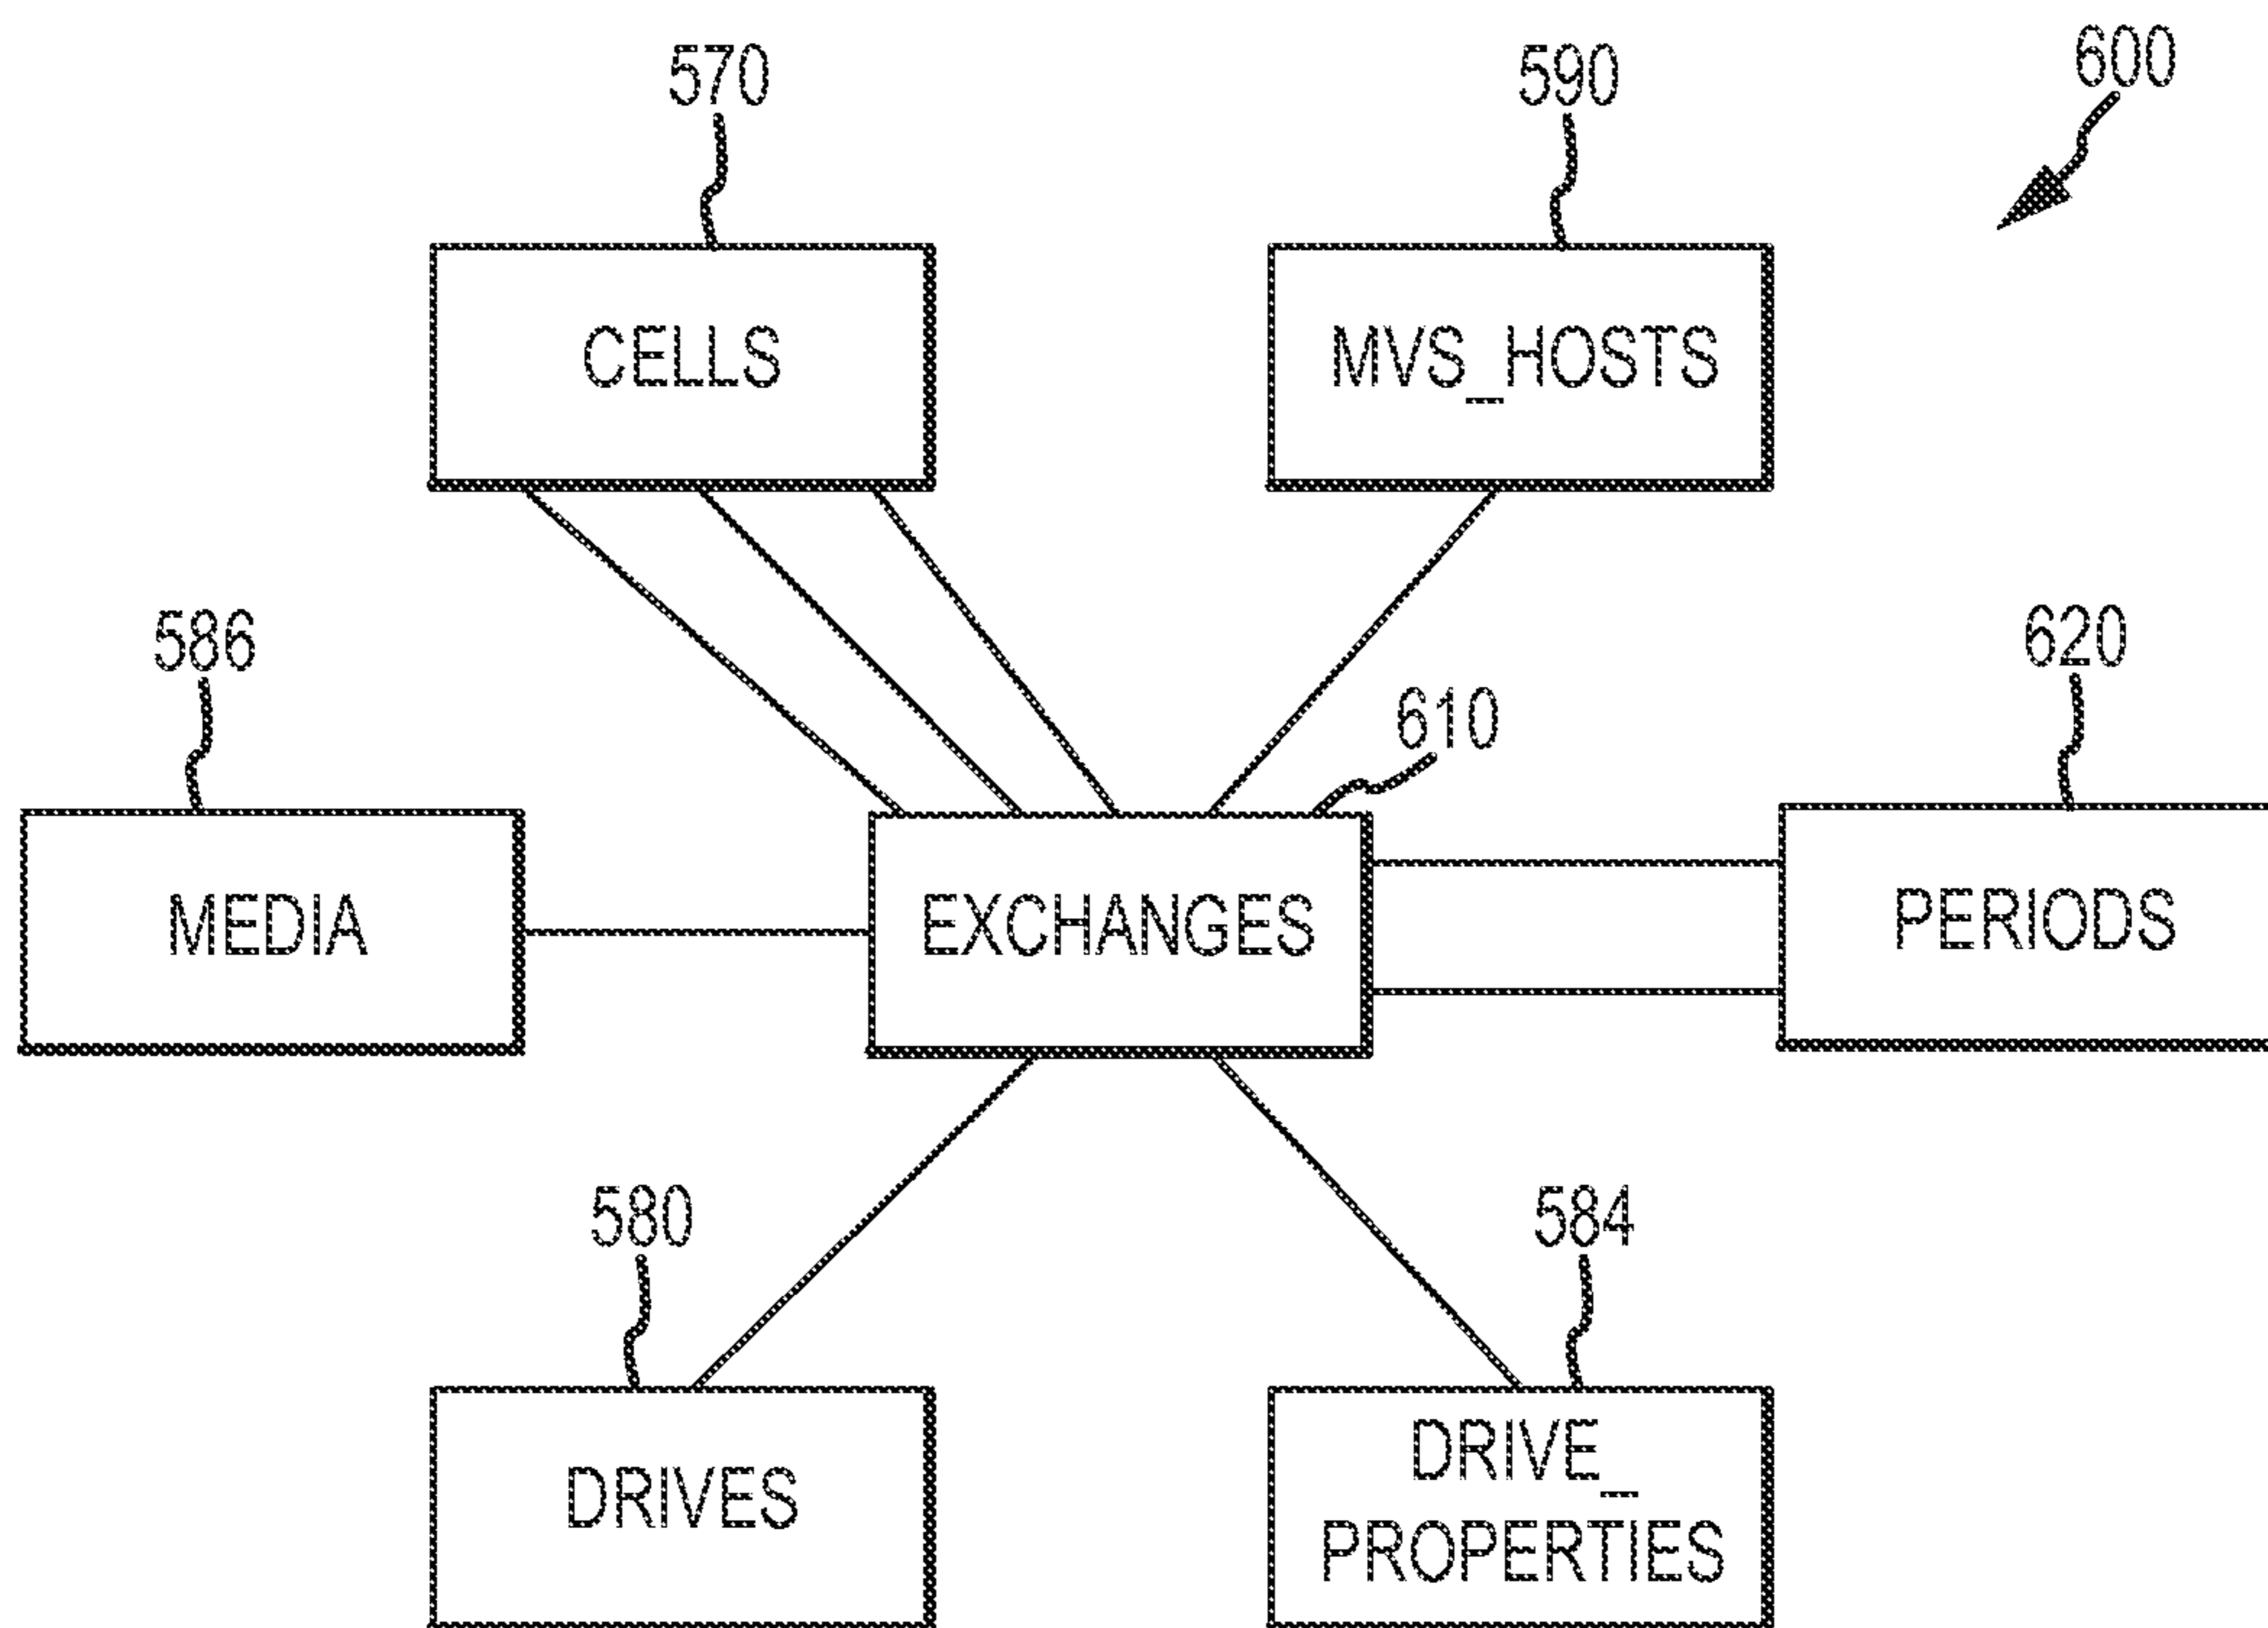 570
590
600
CELLS
MVS_HOSTS
586
620
610
MEDIA
EXCHANGES
PERIODS
580
584
DRIVES
DRIVE_
PROPERTIES